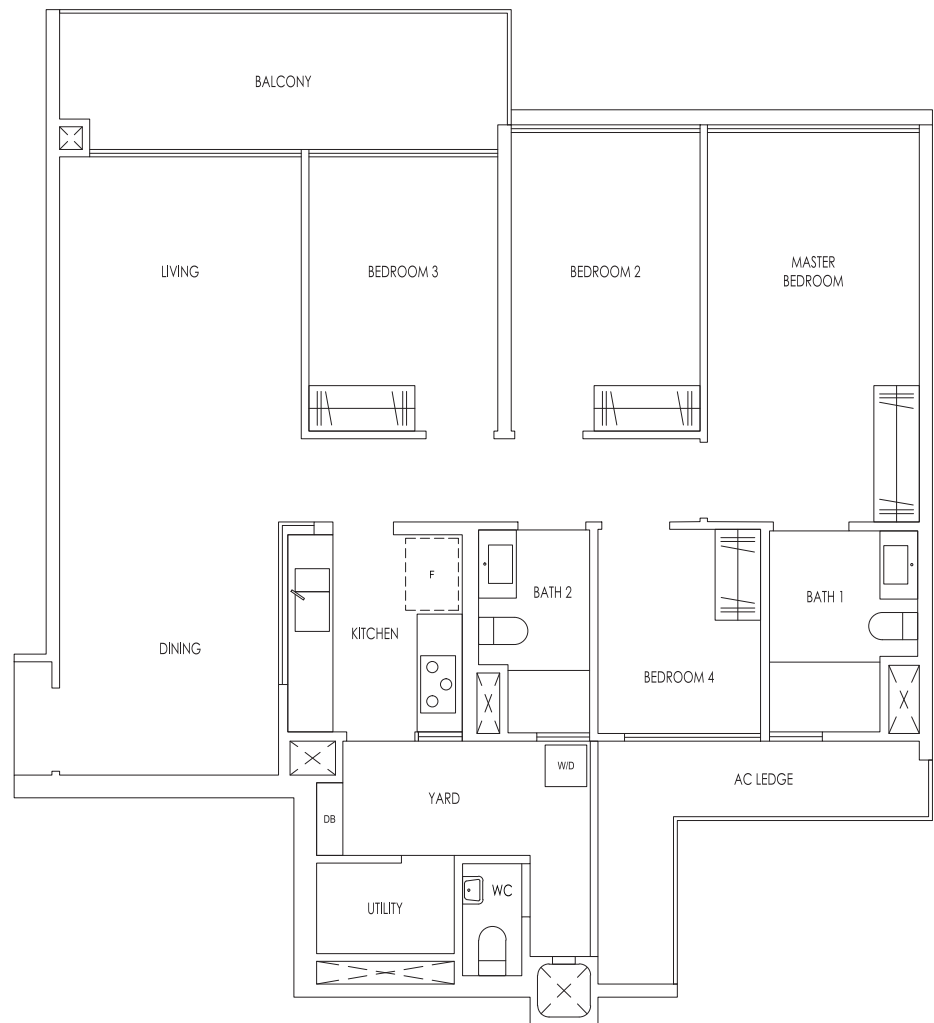 BALCONY
LIVING
BEDROOM 3
BEDROOM 2
MASTER
BEDROOM
F
BATH 2
BATH 1
KITCHEN
DINING
BEDROOM 4
W/D
AC LEDGE
YARD
DB
WC
UTILITY